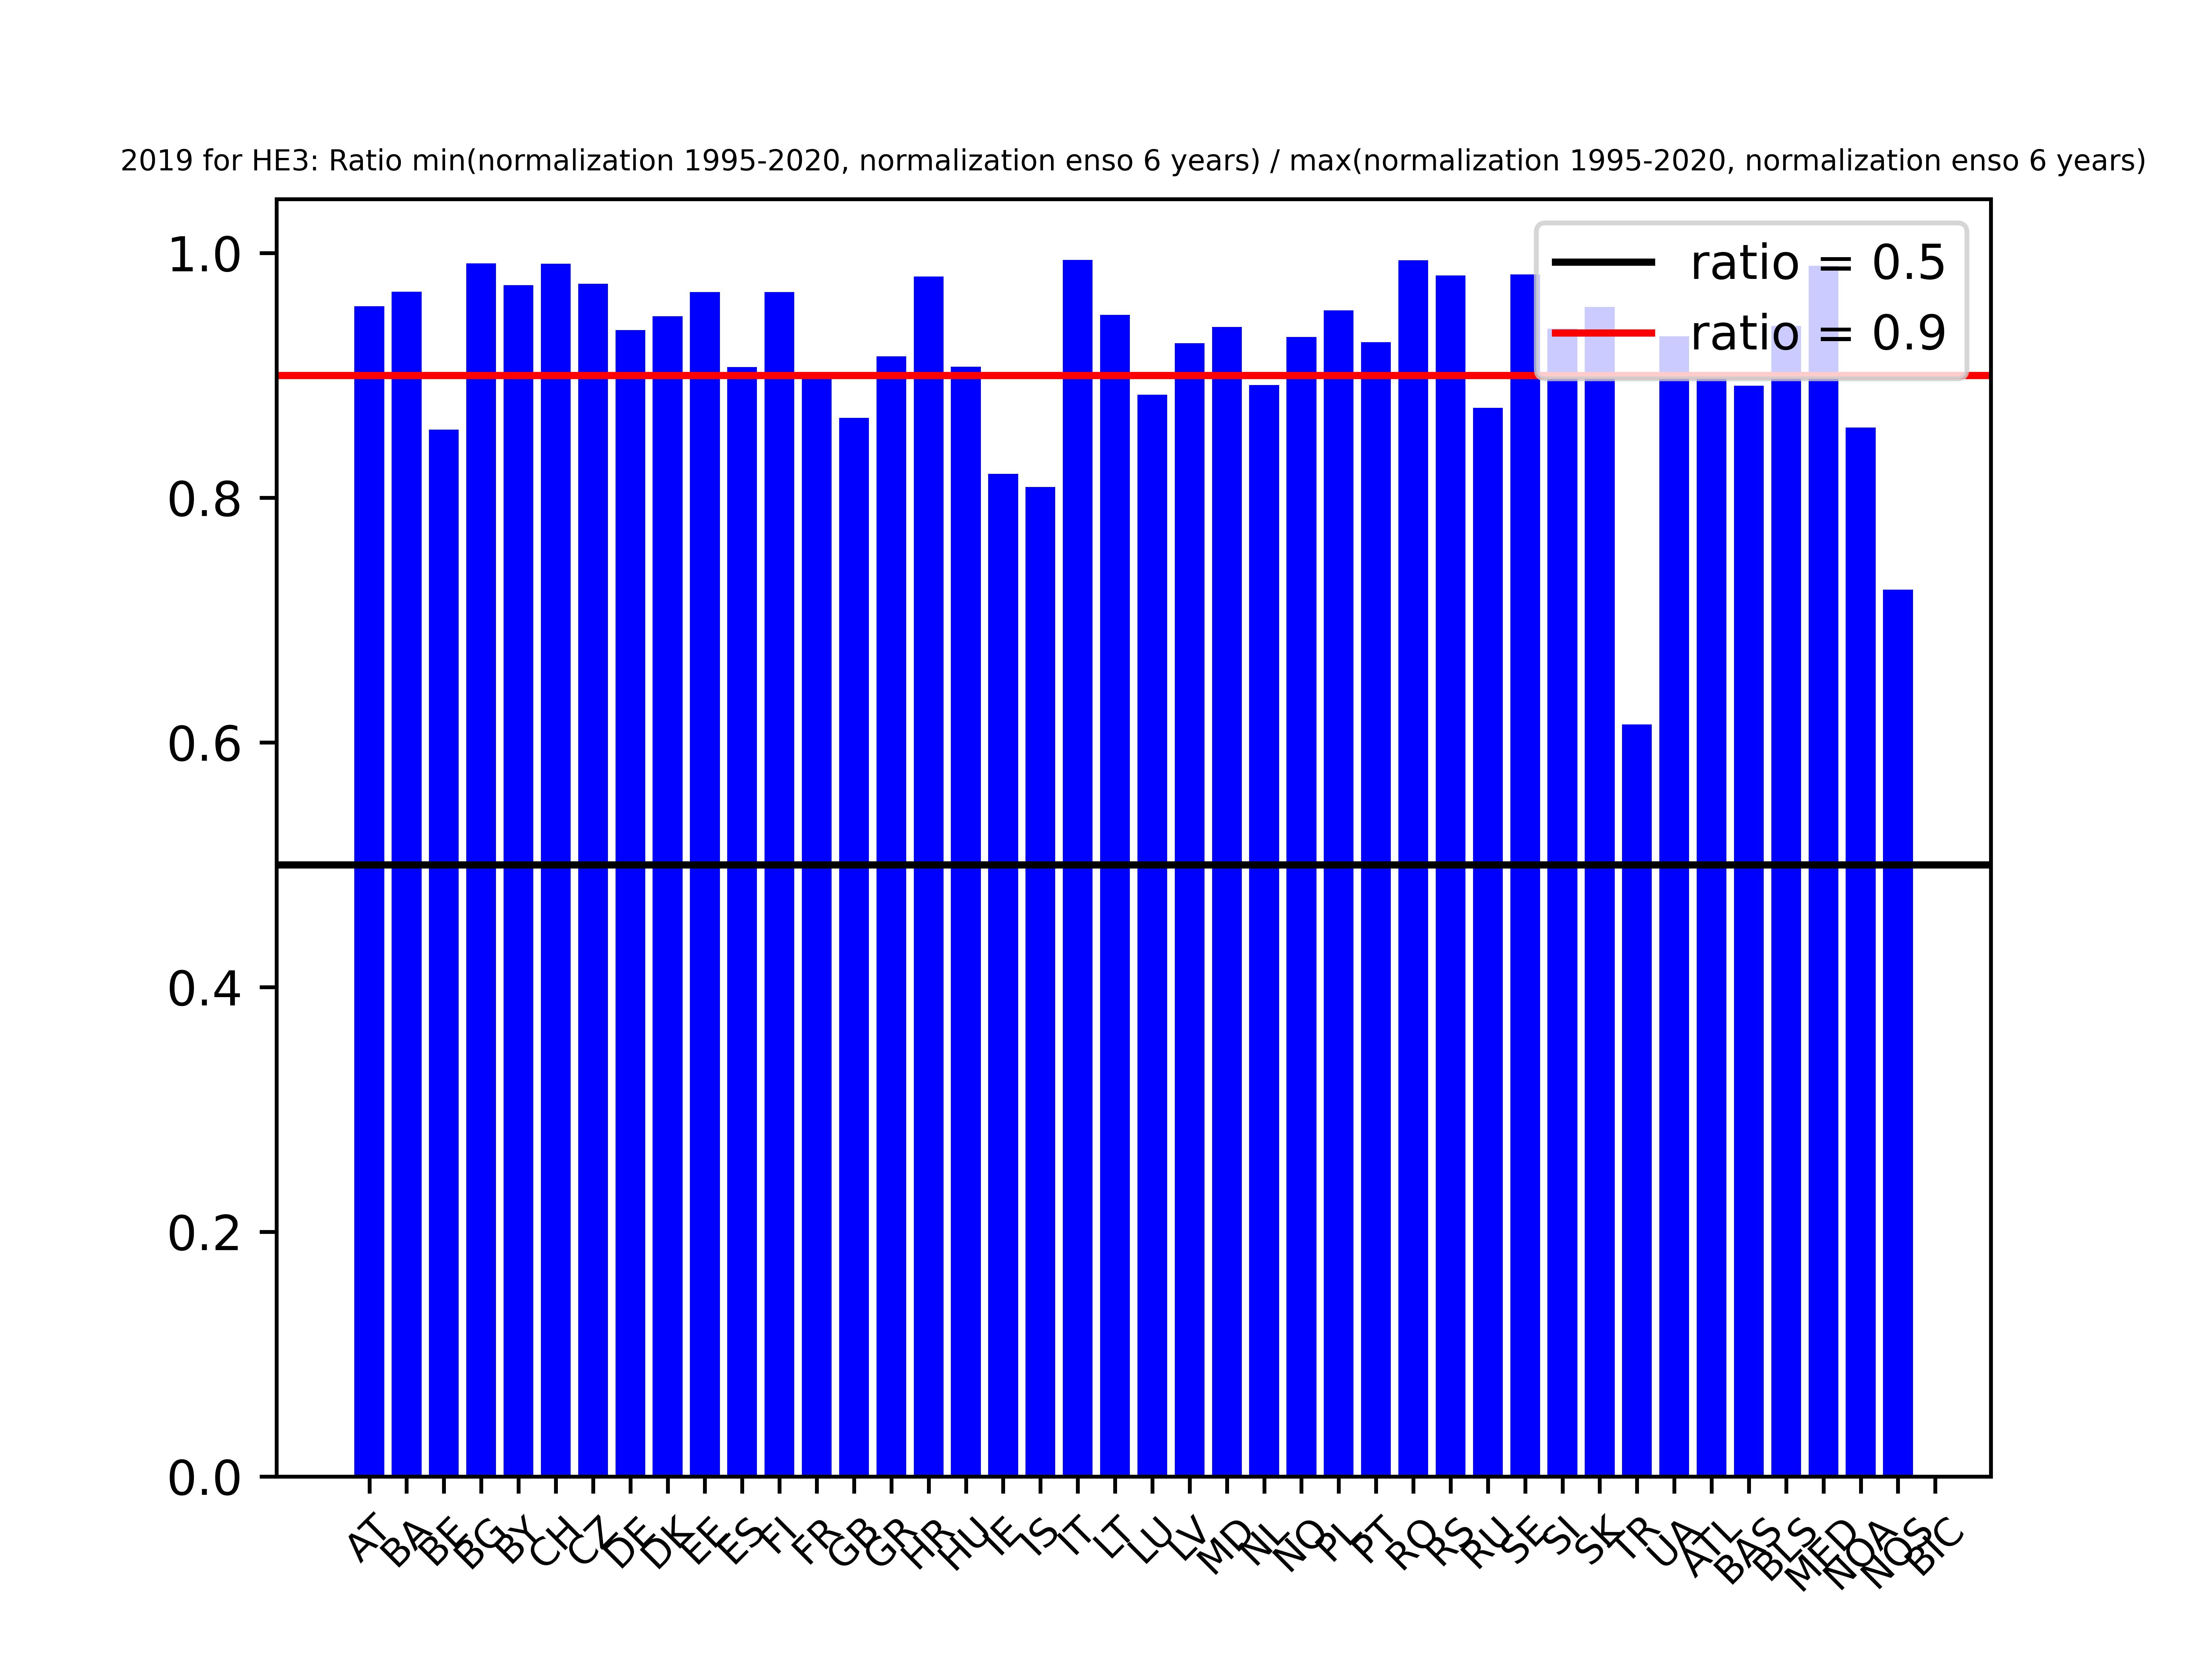 2019 for HE3: Ratio min(normalization 1995-2020, normalization enso 6 years) / max(normalization 1995-2020, normalization enso 6 years)
ratio = 0.5
ratio = 0.9
1.0
0.8
0.6
0.4
0.2
0.0
AT BA BE BG BY CH CZ DE DK EE ES FI FR GB GR HR HU IE IS IT LT LU LV MD NL NO PL PT RO RS RU SE SI SK TR UA ATL BAS BLS MED NOA NOS BIC